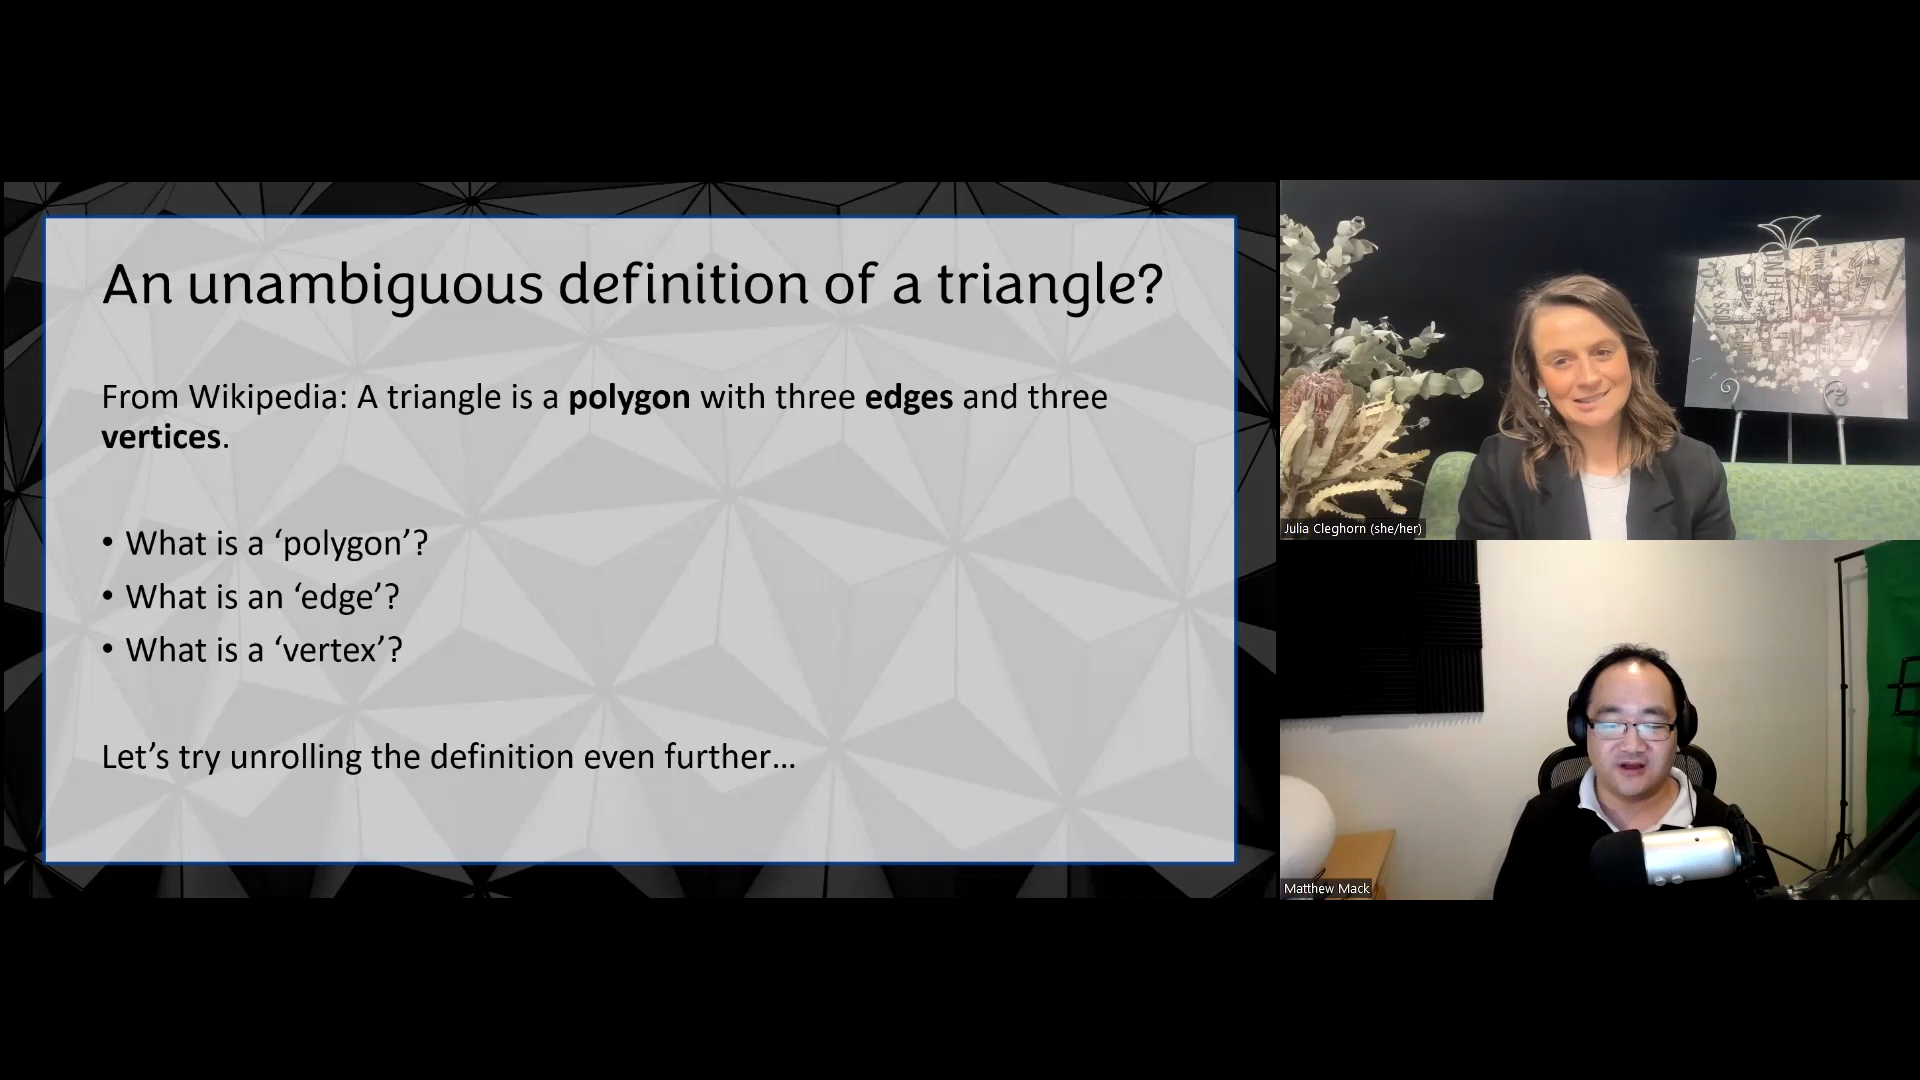 An unambiguous definition of a triangle?
From Wikipedia: A triangle is a polygon with three edges and three
vertices.
• What is a ‘polygon’?
• What is an ‘edge’?
• What is a ‘vertex’?
Let’s try unrolling the definition even further…
Julia Cleghorn (she/her)
Matthew Mack